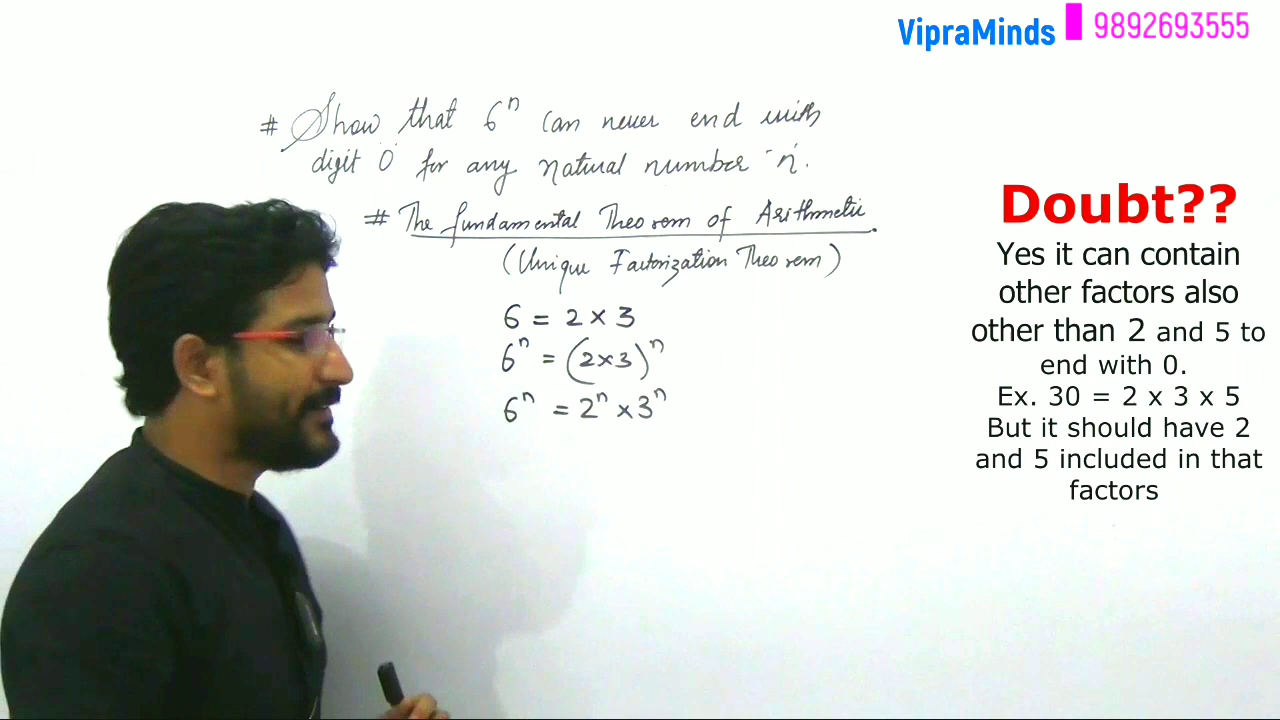 VipraMinds 9892693555
# Show that 6ⁿ can never end with
digit '0' for any natural number 'n'.
# The fundamental Theorem of Arithmetic.
(Unique Factorization Theorem)
6 = 2 × 3
6ⁿ = (2×3)ⁿ
6ⁿ = 2ⁿ × 3ⁿ
Doubt??
Yes it can contain
other factors also
other than 2 and 5 to
end with 0.
Ex. 30 = 2 x 3 x 5
But it should have 2
and 5 included in that
factors